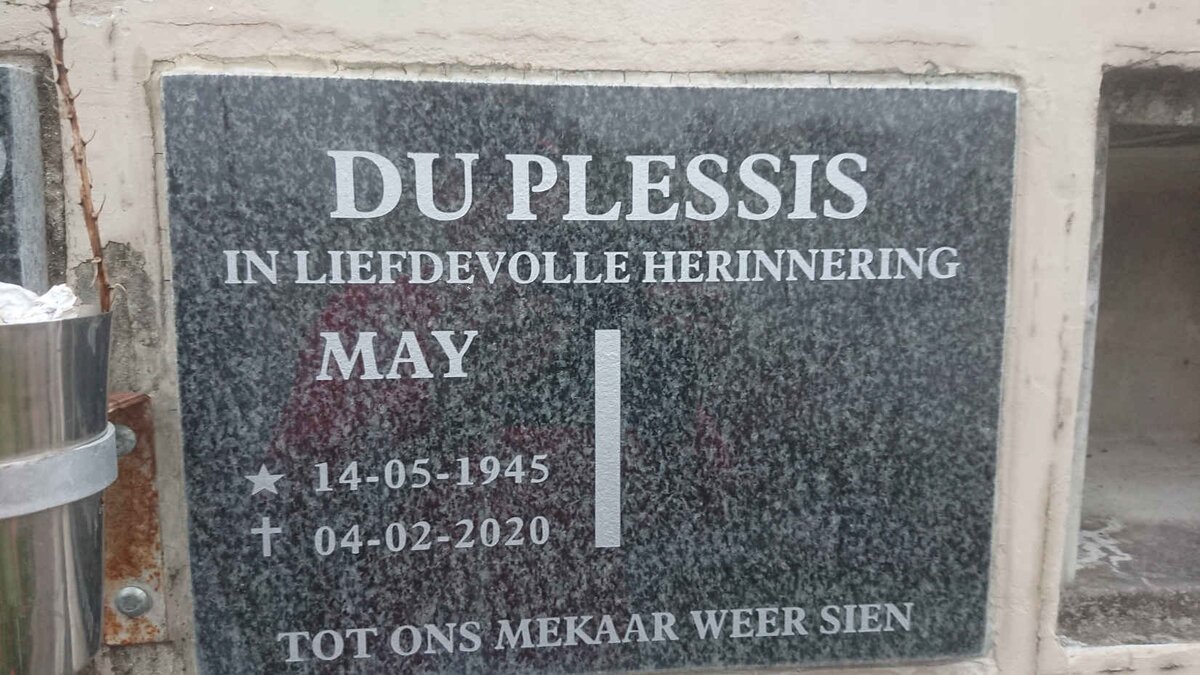 DU PLESSIS
IN LIEFDEVOLLE HERINNERING
MAY
14-05-1945
04-02-2020
TOT ONS MEKAAR WEER SIEN